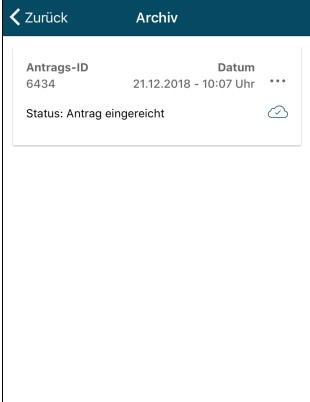 Zurück Archiv
Antrags-ID Datum
6434 21.12.2018 - 10:07 Uhr
Status: Antrag eingereicht